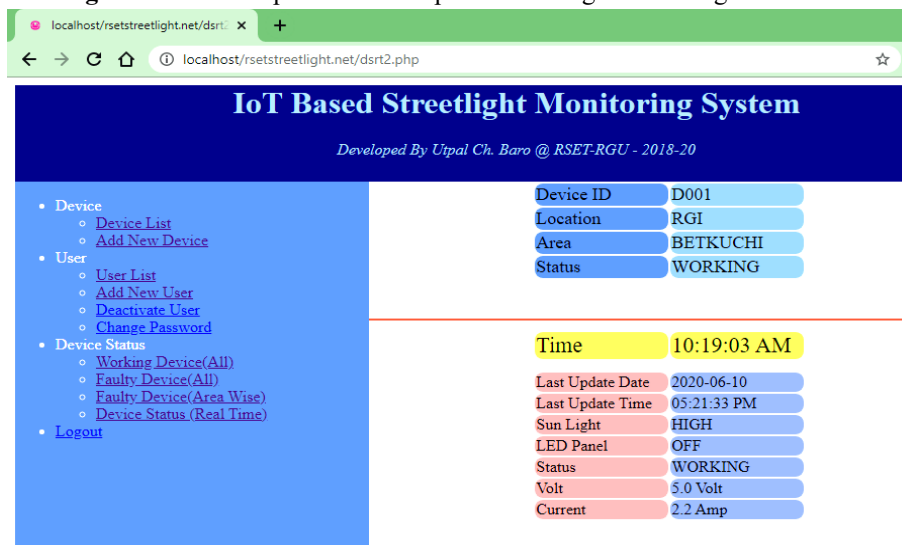 localhost/rsetstreetlight.net/dsrt2
localhost/rsetstreetlight.net/dsrt2.php
IoT Based Streetlight Monitoring System
Developed By Utpal Ch. Baro @ RSET-RGU - 2018-20
Device
Device List
Add New Device
User
User List
Add New User
Deactivate User
Change Password
Device Status
Working Device(All)
Faulty Device(All)
Faulty Device(Area Wise)
Device Status (Real Time)
Logout
Device ID D001
Location RGI
Area BETKUCHI
Status WORKING
Time 10:19:03 AM
Last Update Date 2020-06-10
Last Update Time 05:21:33 PM
Sun Light HIGH
LED Panel OFF
Status WORKING
Volt 5.0 Volt
Current 2.2 Amp